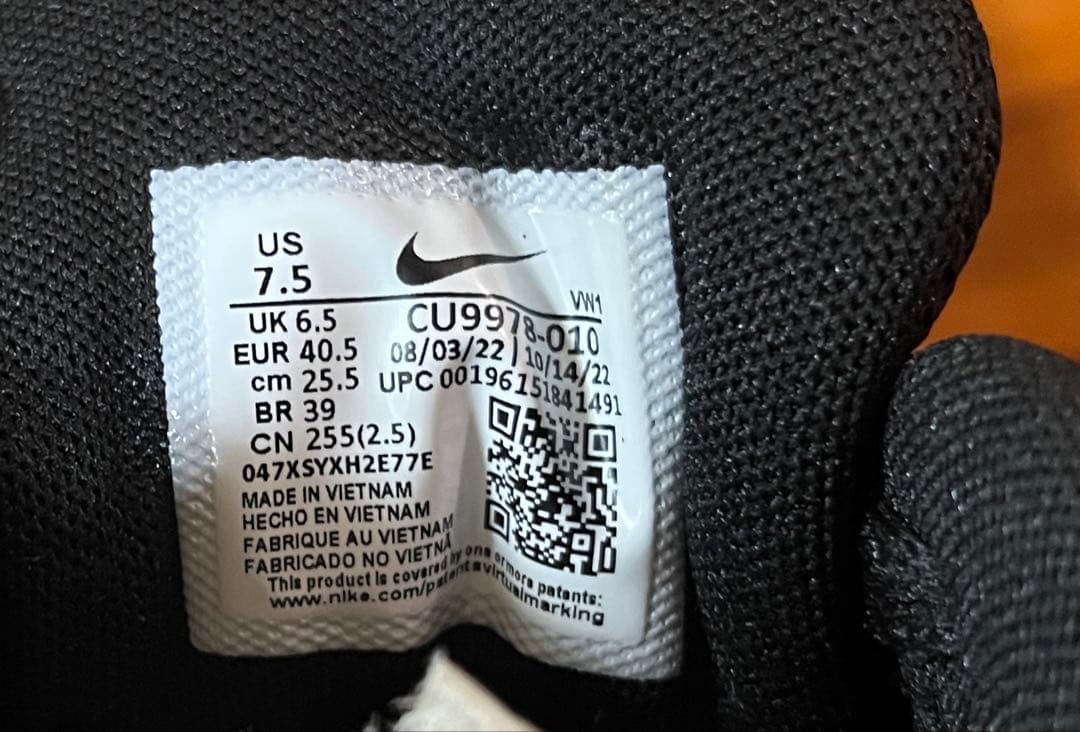 US
7.5
VW1
UK 6.5
EUR 40.5
cm 25.5
BR 39
CN 255(2.5)
CU9978-010
08/03/22 | 10/14/22
UPC 00196151841491
047XSYXH2E77E
MADE IN VIETNAM
HECHO EN VIETNAM
FABRIQUE AU VIETNAM
FABRICADO NO VIETNÃ
This product is covered by one or more patents:
www.nike.com/patentsvirtualmarking